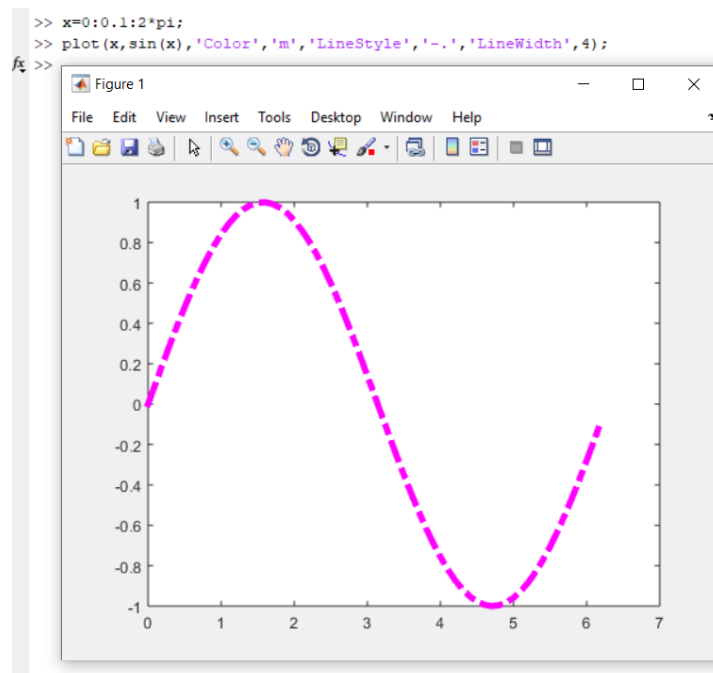 >> x=0:0.1:2*pi;
>> plot(x,sin(x),'Color','m','LineStyle','-.','LineWidth',4);
fx >>
Figure 1
File Edit View Insert Tools Desktop Window Help
1
0.8
0.6
0.4
0.2
0
-0.2
-0.4
-0.6
-0.8
-1
0 1 2 3 4 5 6 7